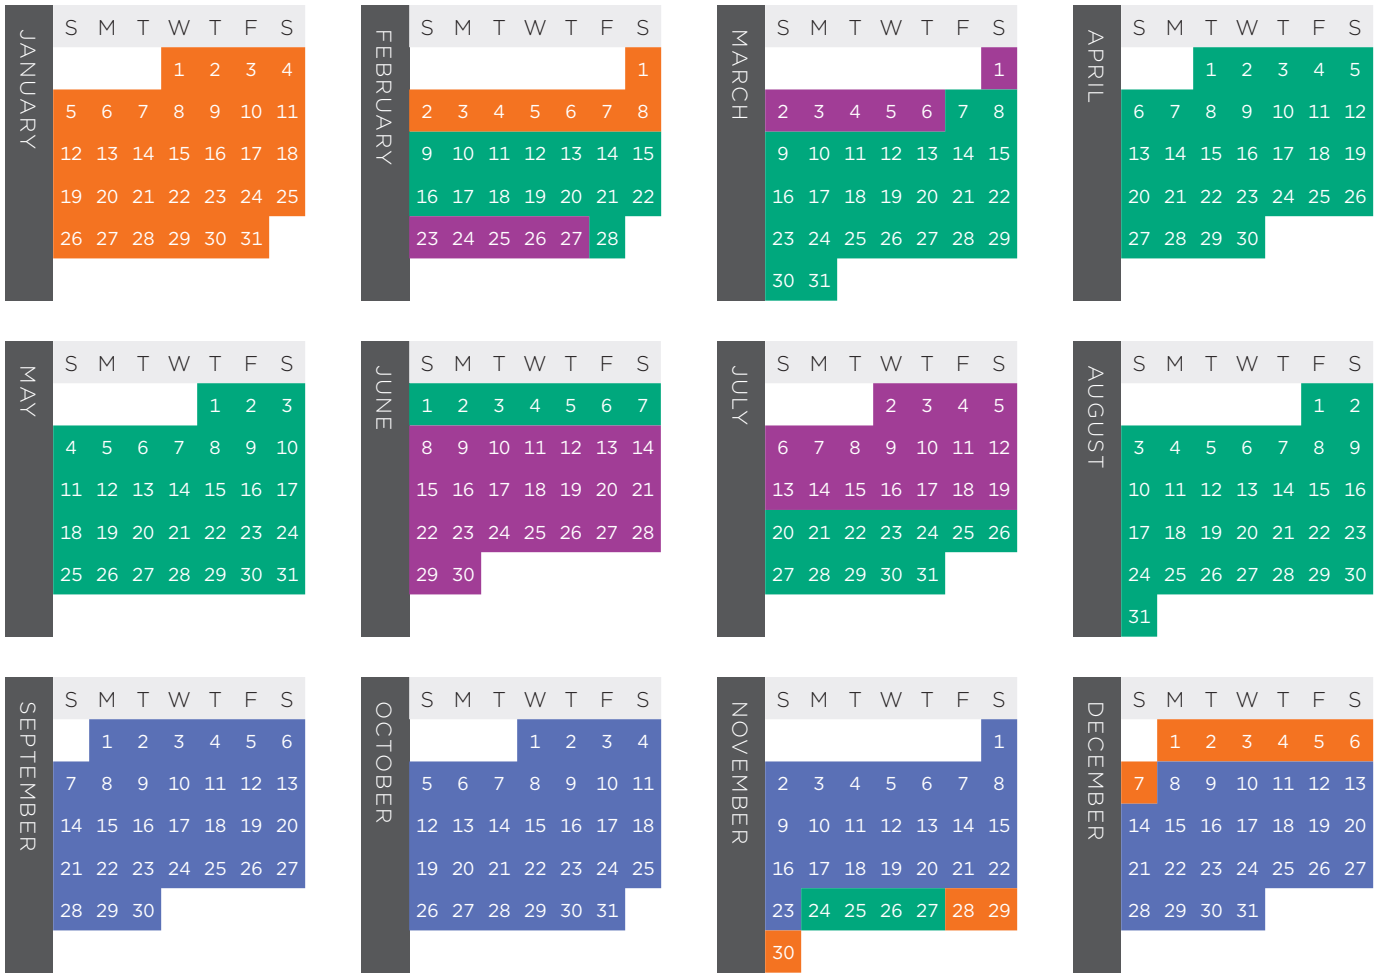 JANUARY
S M T W T F S
1 2 3 4
5 6 7 8 9 10 11
12 13 14 15 16 17 18
19 20 21 22 23 24 25
26 27 28 29 30 31
FEBRUARY
S M T W T F S
1
2 3 4 5 6 7 8
9 10 11 12 13 14 15
16 17 18 19 20 21 22
23 24 25 26 27 28
MARCH
S M T W T F S
1
2 3 4 5 6 7 8
9 10 11 12 13 14 15
16 17 18 19 20 21 22
23 24 25 26 27 28 29
30 31
APRIL
S M T W T F S
1 2 3 4 5
6 7 8 9 10 11 12
13 14 15 16 17 18 19
20 21 22 23 24 25 26
27 28 29 30
MAY
S M T W T F S
1 2 3
4 5 6 7 8 9 10
11 12 13 14 15 16 17
18 19 20 21 22 23 24
25 26 27 28 29 30 31
JUNE
S M T W T F S
1 2 3 4 5 6 7
8 9 10 11 12 13 14
15 16 17 18 19 20 21
22 23 24 25 26 27 28
29 30
JULY
S M T W T F S
2 3 4 5
6 7 8 9 10 11 12
13 14 15 16 17 18 19
20 21 22 23 24 25 26
27 28 29 30 31
AUGUST
S M T W T F S
1 2
3 4 5 6 7 8 9
10 11 12 13 14 15 16
17 18 19 20 21 22 23
24 25 26 27 28 29 30
31
SEPTEMBER
S M T W T F S
1 2 3 4 5 6
7 8 9 10 11 12 13
14 15 16 17 18 19 20
21 22 23 24 25 26 27
28 29 30
OCTOBER
S M T W T F S
1 2 3 4
5 6 7 8 9 10 11
12 13 14 15 16 17 18
19 20 21 22 23 24 25
26 27 28 29 30 31
NOVEMBER
S M T W T F S
1
2 3 4 5 6 7 8
9 10 11 12 13 14 15
16 17 18 19 20 21 22
23 24 25 26 27 28 29
30
DECEMBER
S M T W T F S
1 2 3 4 5 6
7 8 9 10 11 12 13
14 15 16 17 18 19 20
21 22 23 24 25 26 27
28 29 30 31